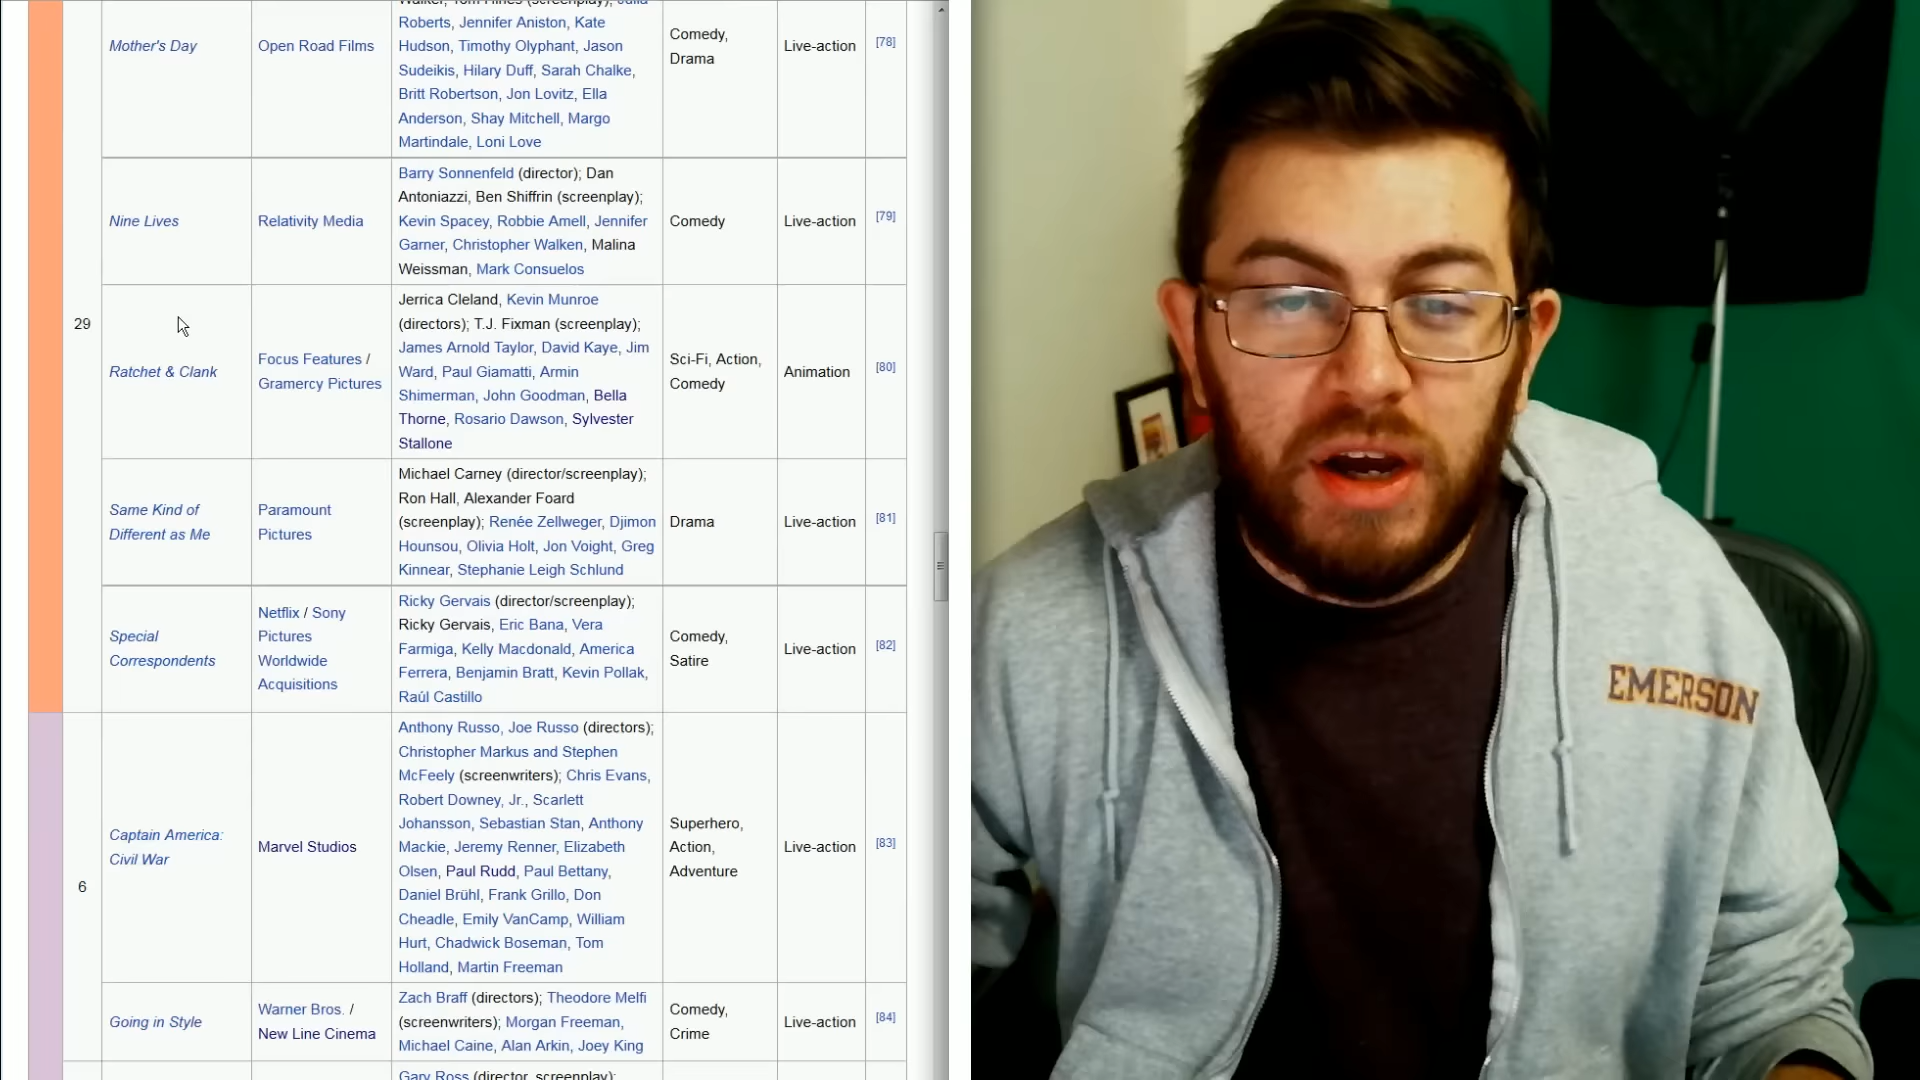 Roberts, Jennifer Aniston, Kate
Hudson, Timothy Olyphant, Jason
Sudeikis, Hilary Duff, Sarah Chalke,
Britt Robertson, Jon Lovitz, Ella
Anderson, Shay Mitchell, Margo
Martindale, Loni Love
Mother's Day
Open Road Films
Comedy,
Drama
Live-action
[78]
Nine Lives
Relativity Media
Barry Sonnenfeld (director); Dan
Antoniazzi, Ben Shiffrin (screenplay);
Kevin Spacey, Robbie Amell, Jennifer
Garner, Christopher Walken, Malina
Weissman, Mark Consuelos
Comedy
Live-action
[79]
29
Ratchet & Clank
Focus Features /
Gramercy Pictures
Jerrica Cleland, Kevin Munroe
(directors); T.J. Fixman (screenplay);
James Arnold Taylor, David Kaye, Jim
Ward, Paul Giamatti, Armin
Shimerman, John Goodman, Bella
Thorne, Rosario Dawson, Sylvester
Stallone
Sci-Fi, Action,
Comedy
Animation
[80]
Same Kind of
Different as Me
Paramount
Pictures
Michael Carney (director/screenplay);
Ron Hall, Alexander Foard
(screenplay); Renée Zellweger, Djimon
Hounsou, Olivia Holt, Jon Voight, Greg
Kinnear, Stephanie Leigh Schlund
Drama
Live-action
[81]
Special
Correspondents
Netflix / Sony
Pictures
Worldwide
Acquisitions
Ricky Gervais (director/screenplay);
Ricky Gervais, Eric Bana, Vera
Farmiga, Kelly Macdonald, America
Ferrera, Benjamin Bratt, Kevin Pollak,
Raúl Castillo
Comedy,
Satire
Live-action
[82]
6
Captain America:
Civil War
Marvel Studios
Anthony Russo, Joe Russo (directors);
Christopher Markus and Stephen
McFeely (screenwriters); Chris Evans,
Robert Downey, Jr., Scarlett
Johansson, Sebastian Stan, Anthony
Mackie, Jeremy Renner, Elizabeth
Olsen, Paul Rudd, Paul Bettany,
Daniel Brühl, Frank Grillo, Don
Cheadle, Emily VanCamp, William
Hurt, Chadwick Boseman, Tom
Holland, Martin Freeman
Superhero,
Action,
Adventure
Live-action
[83]
Going in Style
Warner Bros. /
New Line Cinema
Zach Braff (directors); Theodore Melfi
(screenwriters); Morgan Freeman,
Michael Caine, Alan Arkin, Joey King
Comedy,
Crime
Live-action
[84]
Gary Ross (director, screenplay);
EMERSON